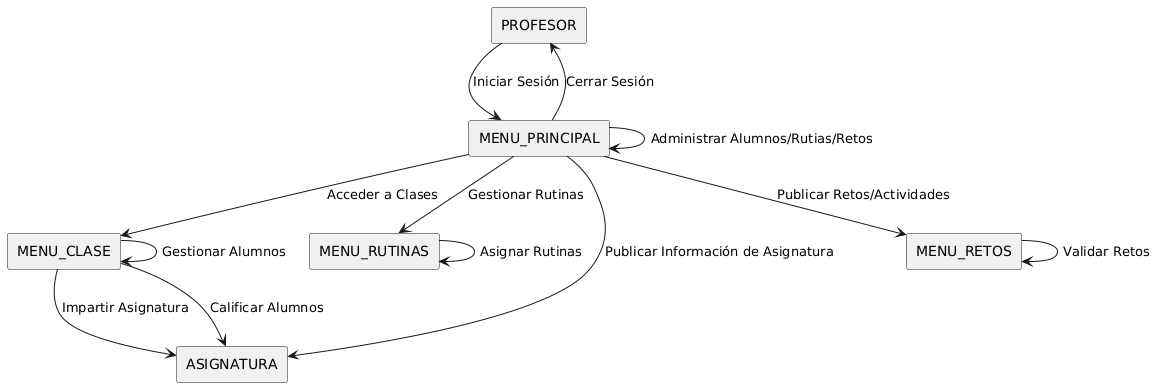 PROFESOR
Iniciar Sesión
Cerrar Sesión
MENU_PRINCIPAL
Administrar Alumnos/Rutias/Retos
Acceder a Clases
Gestionar Rutinas
Publicar Retos/Actividades
MENU_CLASE
Gestionar Alumnos
MENU_RUTINAS
Asignar Rutinas
Publicar Información de Asignatura
MENU_RETOS
Validar Retos
Impartir Asignatura
Calificar Alumnos
ASIGNATURA